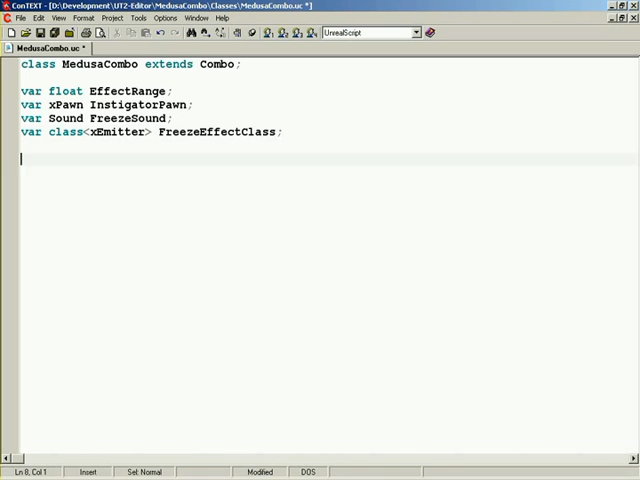 ConTEXT - [D:\Development\UT2-Editor\MedusaCombo\Classes\MedusaCombo.uc *]
File Edit View Format Project Tools Options Window Help
UnrealScript
MedusaCombo.uc *
class MedusaCombo extends Combo;
var float EffectRange;
var xPawn InstigatorPawn;
var Sound FreezeSound;
var class<xEmitter> FreezeEffectClass;
Ln 8, Col 1 Insert Sel: Normal Modified DOS